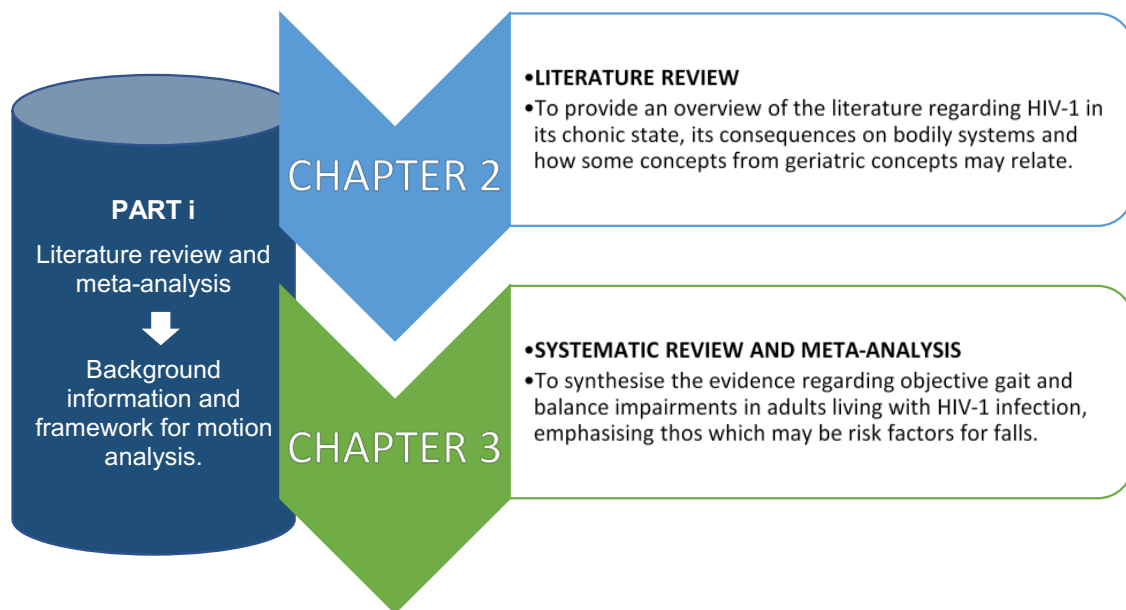 PART i
Literature review and
meta-analysis
Background
information and
framework for motion
analysis.
CHAPTER 2
•LITERATURE REVIEW
•To provide an overview of the literature regarding HIV-1 in
its chonic state, its consequences on bodily systems and
how some concepts from geriatric concepts may relate.
CHAPTER 3
•SYSTEMATIC REVIEW AND META-ANALYSIS
•To synthesise the evidence regarding objective gait and
balance impairments in adults living with HIV-1 infection,
emphasising thos which may be risk factors for falls.